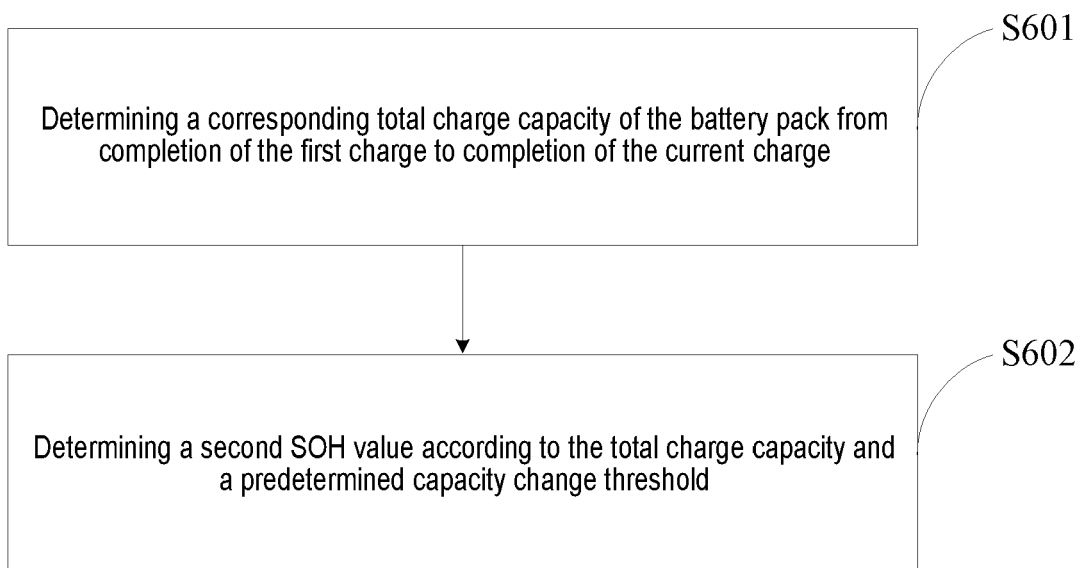 S601
Determining a corresponding total charge capacity of the battery pack from
completion of the first charge to completion of the current charge
S602
Determining a second SOH value according to the total charge capacity and
a predetermined capacity change threshold